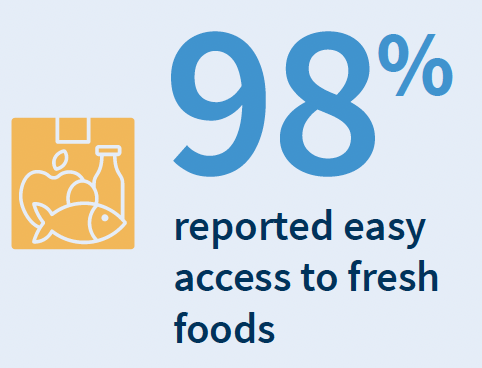 98%
reported easy
access to fresh
foods